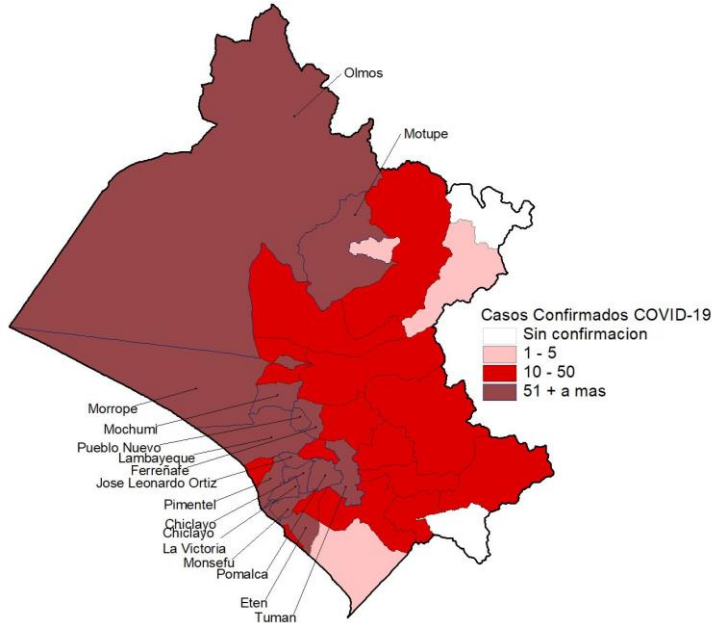 Olmos
Motupe
Casos Confirmados COVID-19
Sin confirmacion
1 - 5
10 - 50
51 + a mas
Morrope
Mochumi
Pueblo Nuevo
Lambayeque
Ferreñafe
Jose Leonardo Ortiz
Pimentel
Chiclayo
Chiclayo
La Victoria
Monsefu
Pomalca
Eten
Tuman